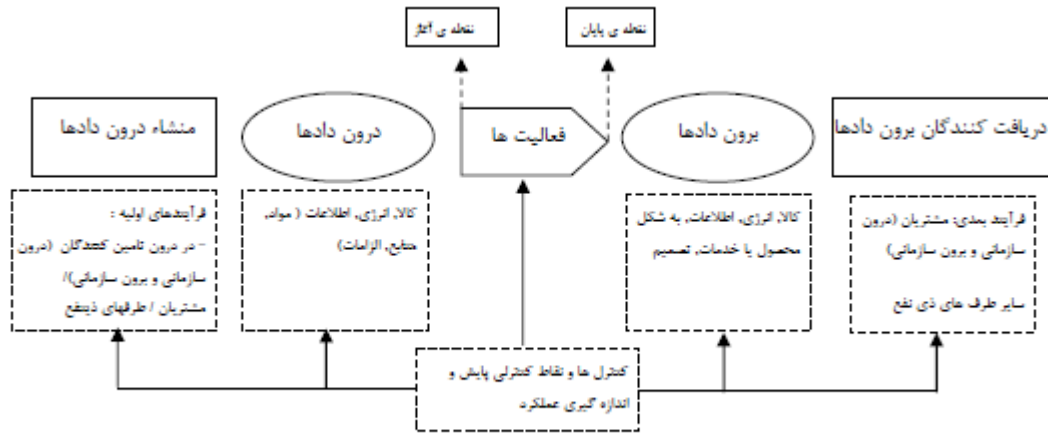 نقطه ی آغاز
نقطه ی پایان
منشاء درون دادها
درون دادها
فعالیت ها
برون دادها
دریافت کنندگان برون دادها
فرآیندهای اولیه :
- در درون تامین کنندگان (درون
سازمانی و برون سازمانی)/
مشتریان / طرفهای ذینفع
کالا, انرژی, اطلاعات ( مواد,
منابع, الزامات)
کالا, انرژی, اطلاعات, به شکل
محصول یا خدمات, تصمیم
فرآیند بعدی: مشتریان (درون
سازمانی و برون سازمانی)
سایر طرف های ذی نفع
کنترل ها و نقاط کنترلی پایش و
اندازه گیری عملکرد